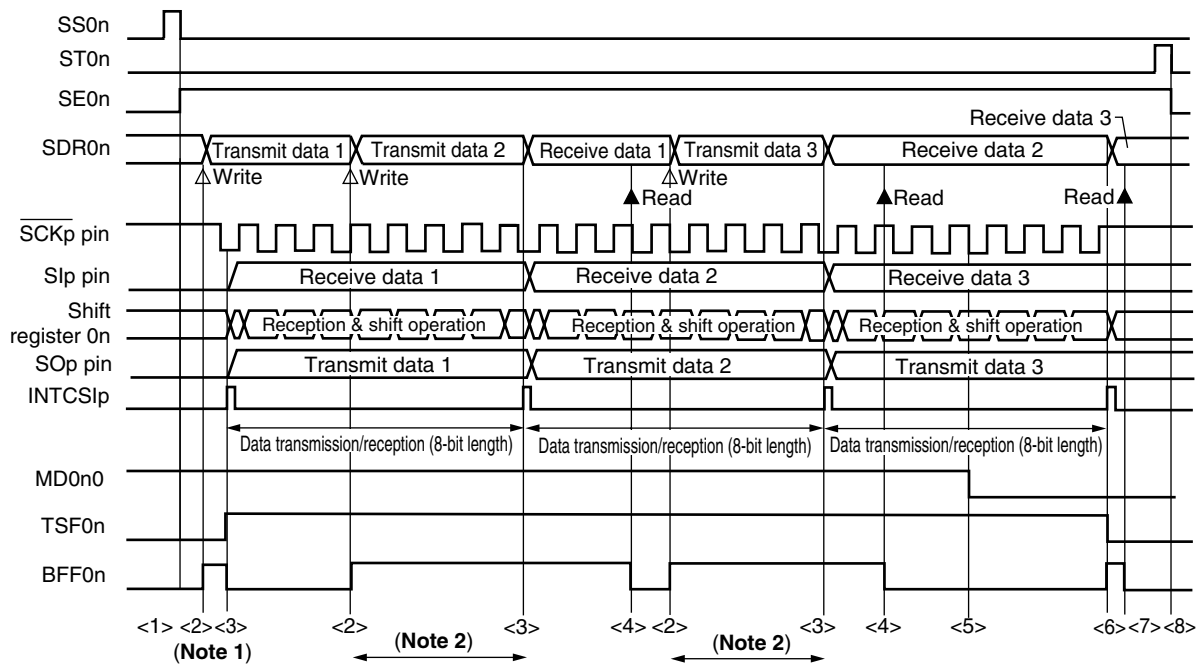 SS0n
ST0n
SE0n
Receive data 3
SDR0n
Transmit data 1
Transmit data 2
Receive data 1
Transmit data 3
Receive data 2
Write
Write
Write
Read
Read
Read
SCKp pin
SIp pin
Receive data 1
Receive data 2
Receive data 3
Shift
register 0n
Reception & shift operation
Reception & shift operation
Reception & shift operation
SOp pin
Transmit data 1
Transmit data 2
Transmit data 3
INTCSIp
Data transmission/reception (8-bit length)
Data transmission/reception (8-bit length)
Data transmission/reception (8-bit length)
MD0n0
TSF0n
BFF0n
<1> <2> <3> <2> <3> <4> <2> <3> <4> <5> <6> <7> <8>
(Note 1)
(Note 2)
(Note 2)